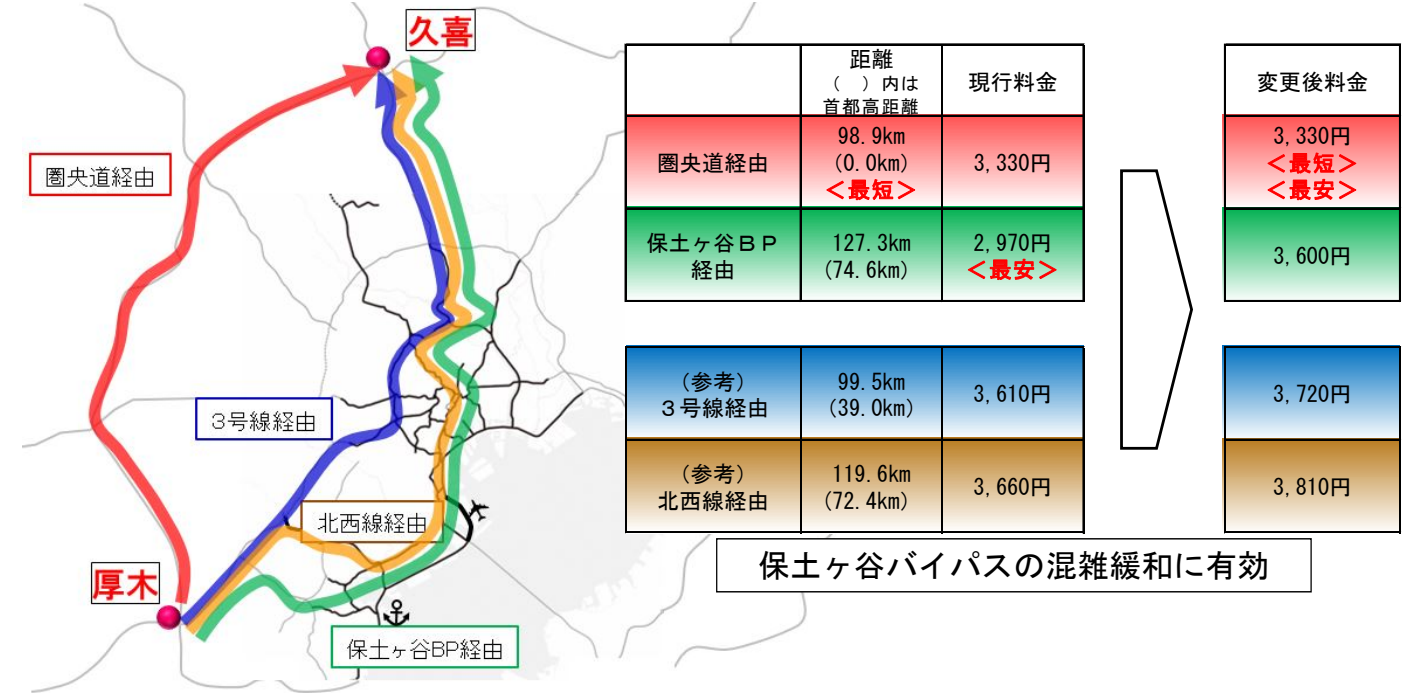 久喜
圏央道経由
3号線経由
北西線経由
厚木
保土ヶ谷BP経由
距離
（　）内は
首都高距離
現行料金
変更後料金
圏央道経由
98.9km
(0.0km)
＜最短＞
3,330円
3,330円
＜最短＞
＜最安＞
保土ヶ谷ＢＰ
経由
127.3km
(74.6km)
2,970円
＜最安＞
3,600円
(参考)
３号線経由
99.5km
(39.0km)
3,610円
3,720円
(参考)
北西線経由
119.6km
(72.4km)
3,660円
3,810円
保土ヶ谷バイパスの混雑緩和に有効